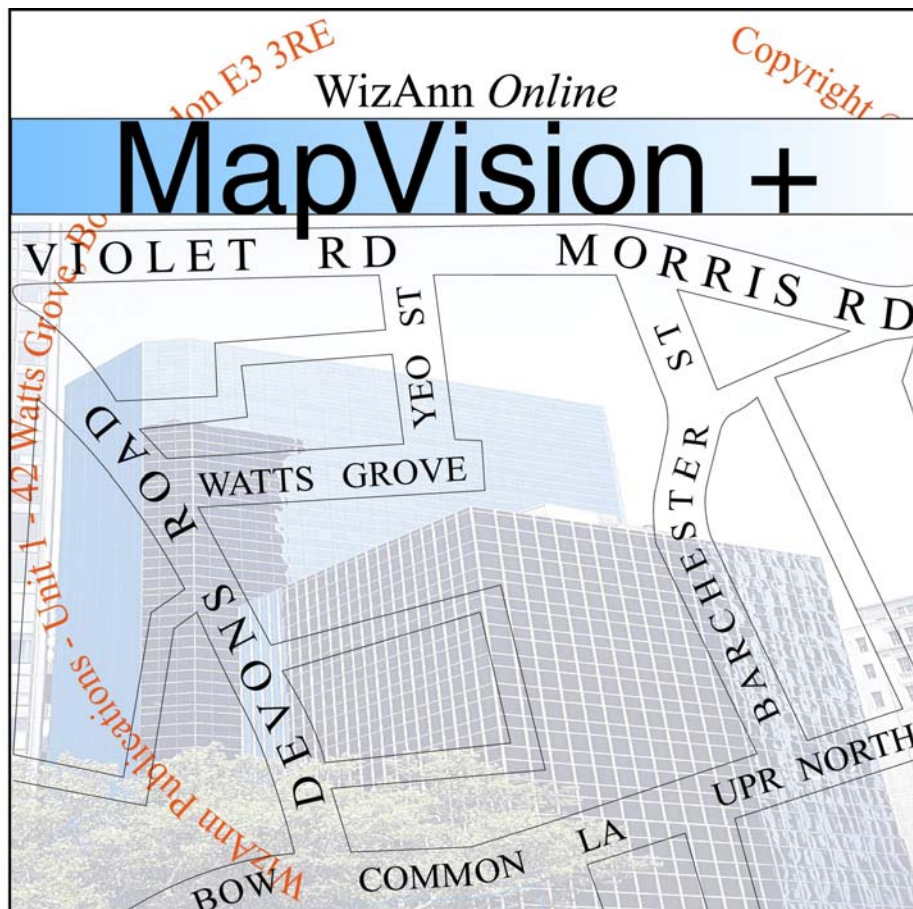 WizAnn Online
MapVision +
WizAnn Publications - Unit 1 - 42 Watts Grove, Bo
don E3 3RE
Copyright
VIOLET RD
MORRIS RD
YEO ST
BARCHESTER ST
DEVONS ROAD
WATTS GROVE
UPR NORTH
BOW COMMON LA